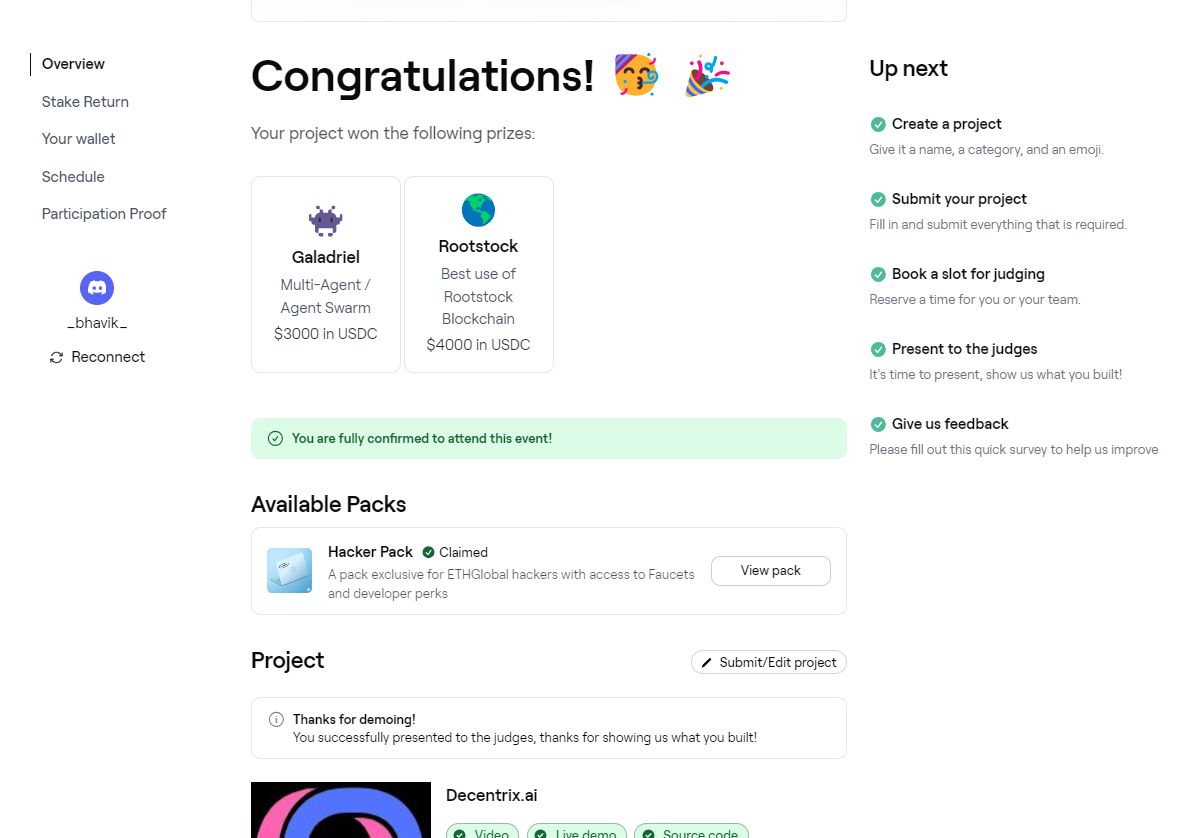 Overview
Stake Return
Your wallet
Schedule
Participation Proof
_bhavik_
Reconnect
Congratulations! 🥳 🎉
Your project won the following prizes:
Galadriel
Multi-Agent /
Agent Swarm
$3000 in USDC
Rootstock
Best use of
Rootstock
Blockchain
$4000 in USDC
You are fully confirmed to attend this event!
Available Packs
Hacker Pack Claimed
A pack exclusive for ETHGlobal hackers with access to Faucets
and developer perks
View pack
Project
Submit/Edit project
Thanks for demoing!
You successfully presented to the judges, thanks for showing us what you built!
Decentrix.ai
Video Live demo Source code
Up next
Create a project
Give it a name, a category, and an emoji.
Submit your project
Fill in and submit everything that is required.
Book a slot for judging
Reserve a time for you or your team.
Present to the judges
It's time to present, show us what you built!
Give us feedback
Please fill out this quick survey to help us improve